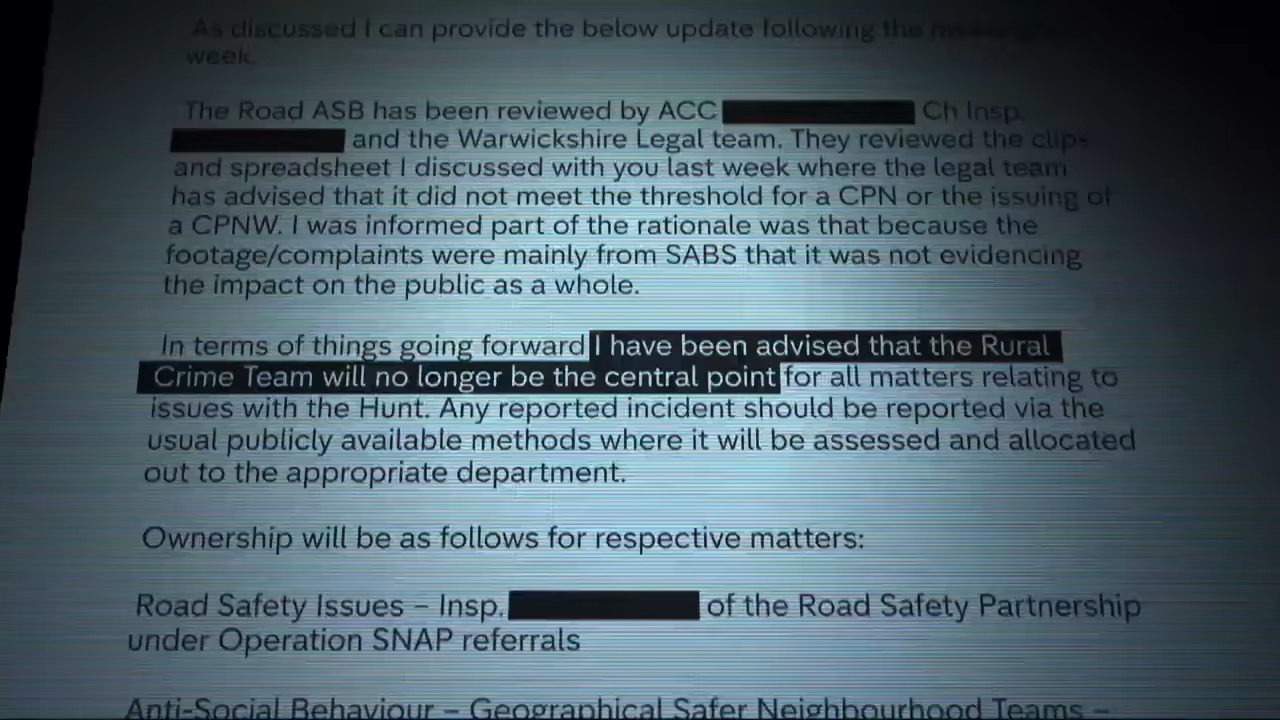 As discussed I can provide the below update following the
week.
The Road ASB has been reviewed by ACC Ch Insp.
and the Warwickshire Legal team. They reviewed the clips
and spreadsheet I discussed with you last week where the legal team
has advised that it did not meet the threshold for a CPN or the issuing of
a CPNW. I was informed part of the rationale was that because the
footage/complaints were mainly from SABS that it was not evidencing
the impact on the public as a whole.
In terms of things going forward I have been advised that the Rural
Crime Team will no longer be the central point for all matters relating to
issues with the Hunt. Any reported incident should be reported via the
usual publicly available methods where it will be assessed and allocated
out to the appropriate department.
Ownership will be as follows for respective matters:
Road Safety Issues – Insp. of the Road Safety Partnership
under Operation SNAP referrals
Anti-Social Behaviour – Geographical Safer Neighbourhood Teams –